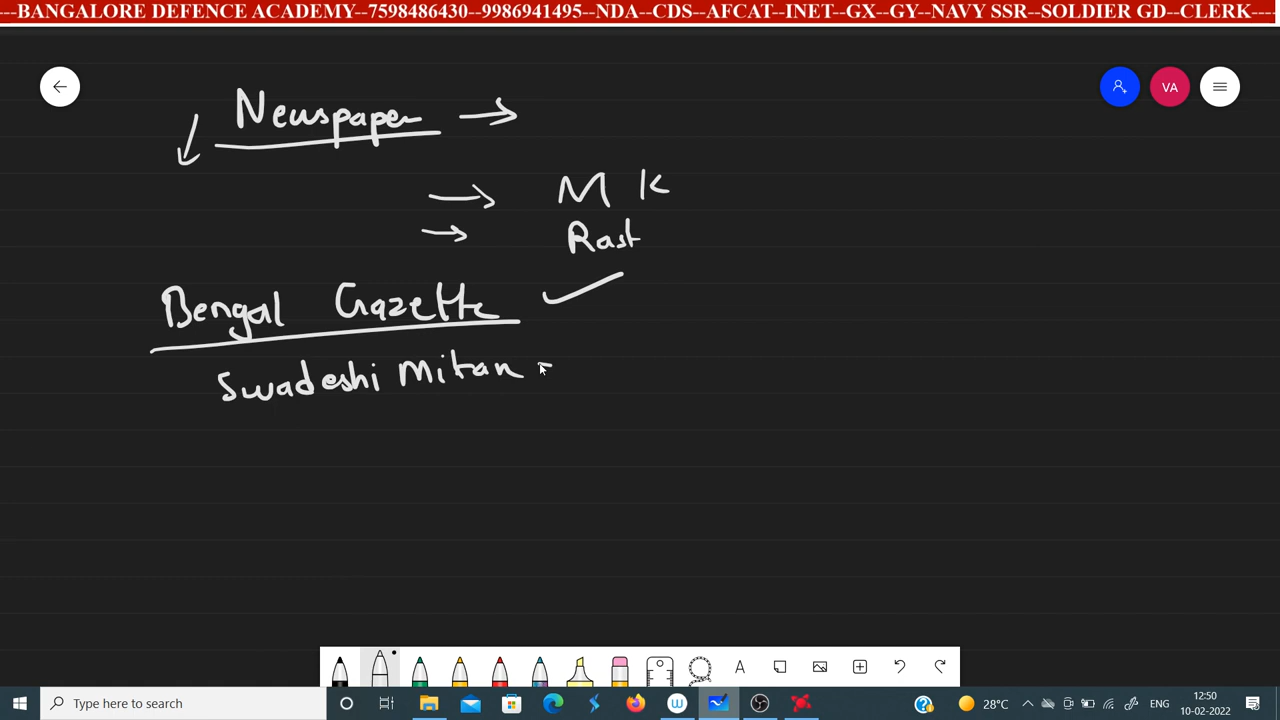 ---BANGALORE DEFENCE ACADEMY--7598486430--9986941495--NDA--CDS--AFCAT--INET--GX--GY--NAVY SSR--SOLDIER GD--CLERK----
VA
Newspaper →
→ M K
→ Rast
Bengal Gazette ✓
Swadeshi Mitan -
A
Type here to search
28°C
ENG
12:50
10-02-2022